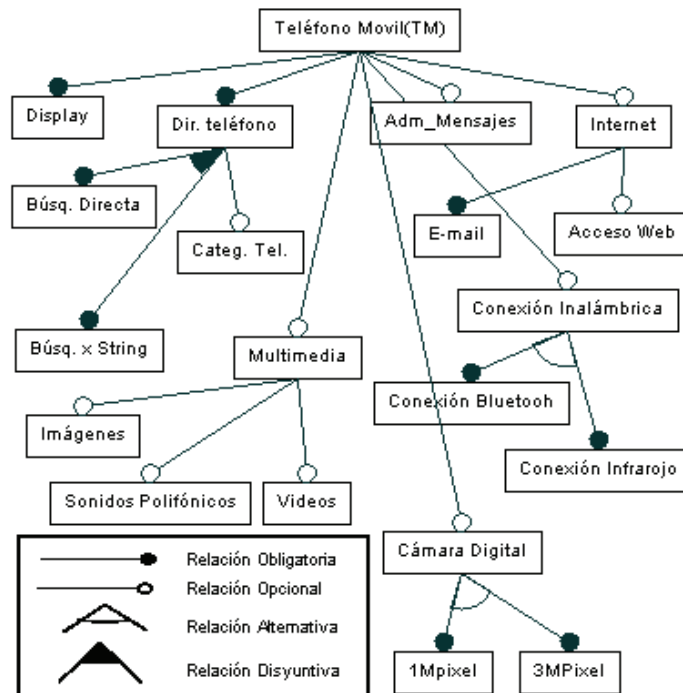 Teléfono Movil(TM)
Display
Dir. teléfono
Adm_Mensajes
Internet
Búsq. Directa
E-mail
Acceso Web
Categ. Tel.
Conexión Inalámbrica
Búsq. x String
Multimedia
Conexión Bluetooh
Imágenes
Conexión Infrarojo
Sonidos Polifónicos
Videos
Cámara Digital
Relación Obligatoria
Relación Opcional
Relación Alternativa
Relación Disyuntiva
1Mpixel
3MPixel